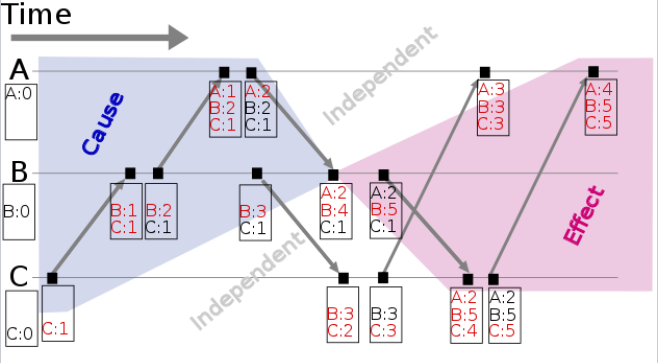 Time
Independent
A
A:0
A:1
B:2
C:1
A:2
B:2
C:1
A:3
B:3
C:3
A:4
B:5
C:5
Cause
B
B:0
B:1
C:1
B:2
C:1
B:3
C:1
A:2
B:4
C:1
A:2
B:5
C:1
Effect
Independent
C
C:0
C:1
B:3
C:2
B:3
C:3
A:2
B:5
C:4
A:2
B:5
C:5